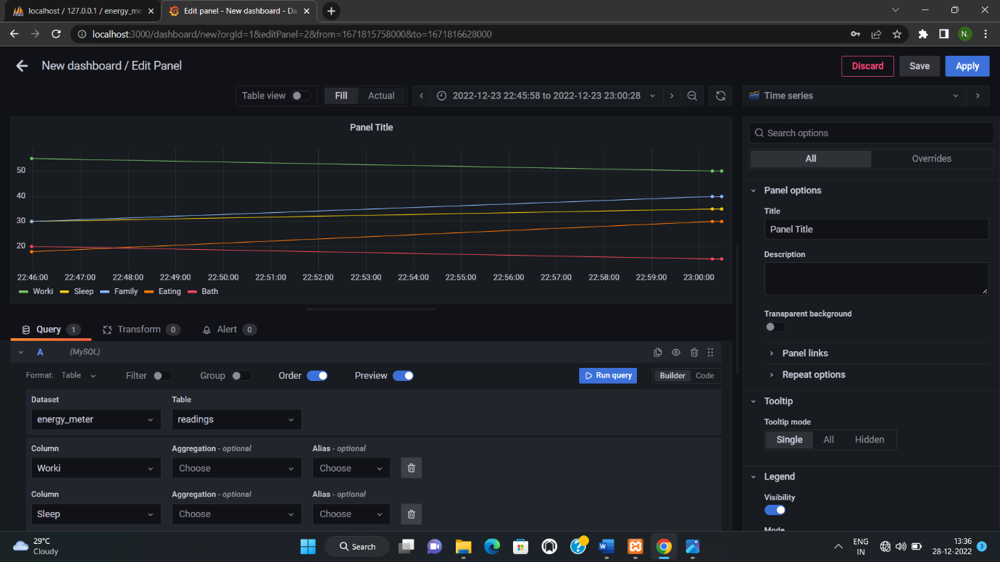 localhost / 127.0.0.1 / energy_me
Edit panel - New dashboard - Da
localhost:3000/dashboard/new?orgId=1&editPanel=2&from=1671815758000&to=1671816628000
N.
New dashboard / Edit Panel
Discard Save Apply
Table view Fill Actual 2022-12-23 22:45:58 to 2022-12-23 23:00:28 Time series
Panel Title
50
40
30
20
22:46:00 22:47:00 22:48:00 22:49:00 22:50:00 22:51:00 22:52:00 22:53:00 22:54:00 22:55:00 22:56:00 22:57:00 22:58:00 22:59:00 23:00:00
Worki Sleep Family Eating Bath
Query 1 Transform 0 Alert 0
A (MySQL)
Format: Table Filter Group Order Preview Run query Builder Code
Dataset Table
energy_meter readings
Column Aggregation - optional Alias - optional
Worki Choose Choose
Column Aggregation - optional Alias - optional
Sleep Choose Choose
Search options
All Overrides
Panel options
Title
Panel Title
Description
Transparent background
Panel links
Repeat options
Tooltip
Tooltip mode
Single All Hidden
Legend
Visibility
Mode
29°C
Cloudy
Search
W
?
ENG
IN
13:36
28-12-2022
3